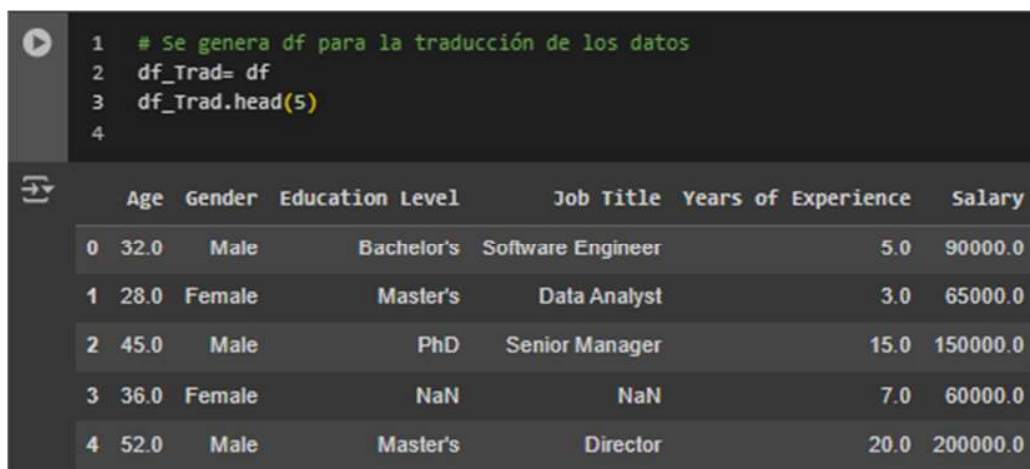 1 # Se genera df para la traducción de los datos
2 df_Trad= df
3 df_Trad.head(5)
4
Age Gender Education Level Job Title Years of Experience Salary
0 32.0 Male Bachelor's Software Engineer 5.0 90000.0
1 28.0 Female Master's Data Analyst 3.0 65000.0
2 45.0 Male PhD Senior Manager 15.0 150000.0
3 36.0 Female NaN NaN 7.0 60000.0
4 52.0 Male Master's Director 20.0 200000.0